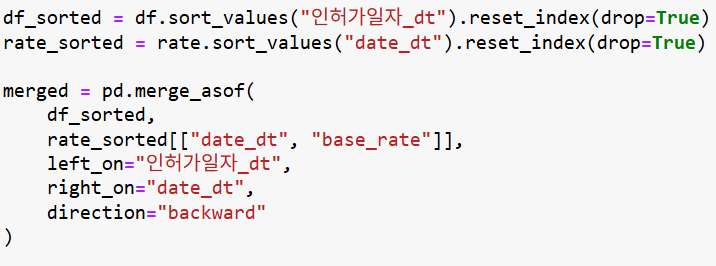 df_sorted = df.sort_values("인허가일자_dt").reset_index(drop=True)
rate_sorted = rate.sort_values("date_dt").reset_index(drop=True)

merged = pd.merge_asof(
    df_sorted,
    rate_sorted[["date_dt", "base_rate"]],
    left_on="인허가일자_dt",
    right_on="date_dt",
    direction="backward"
)